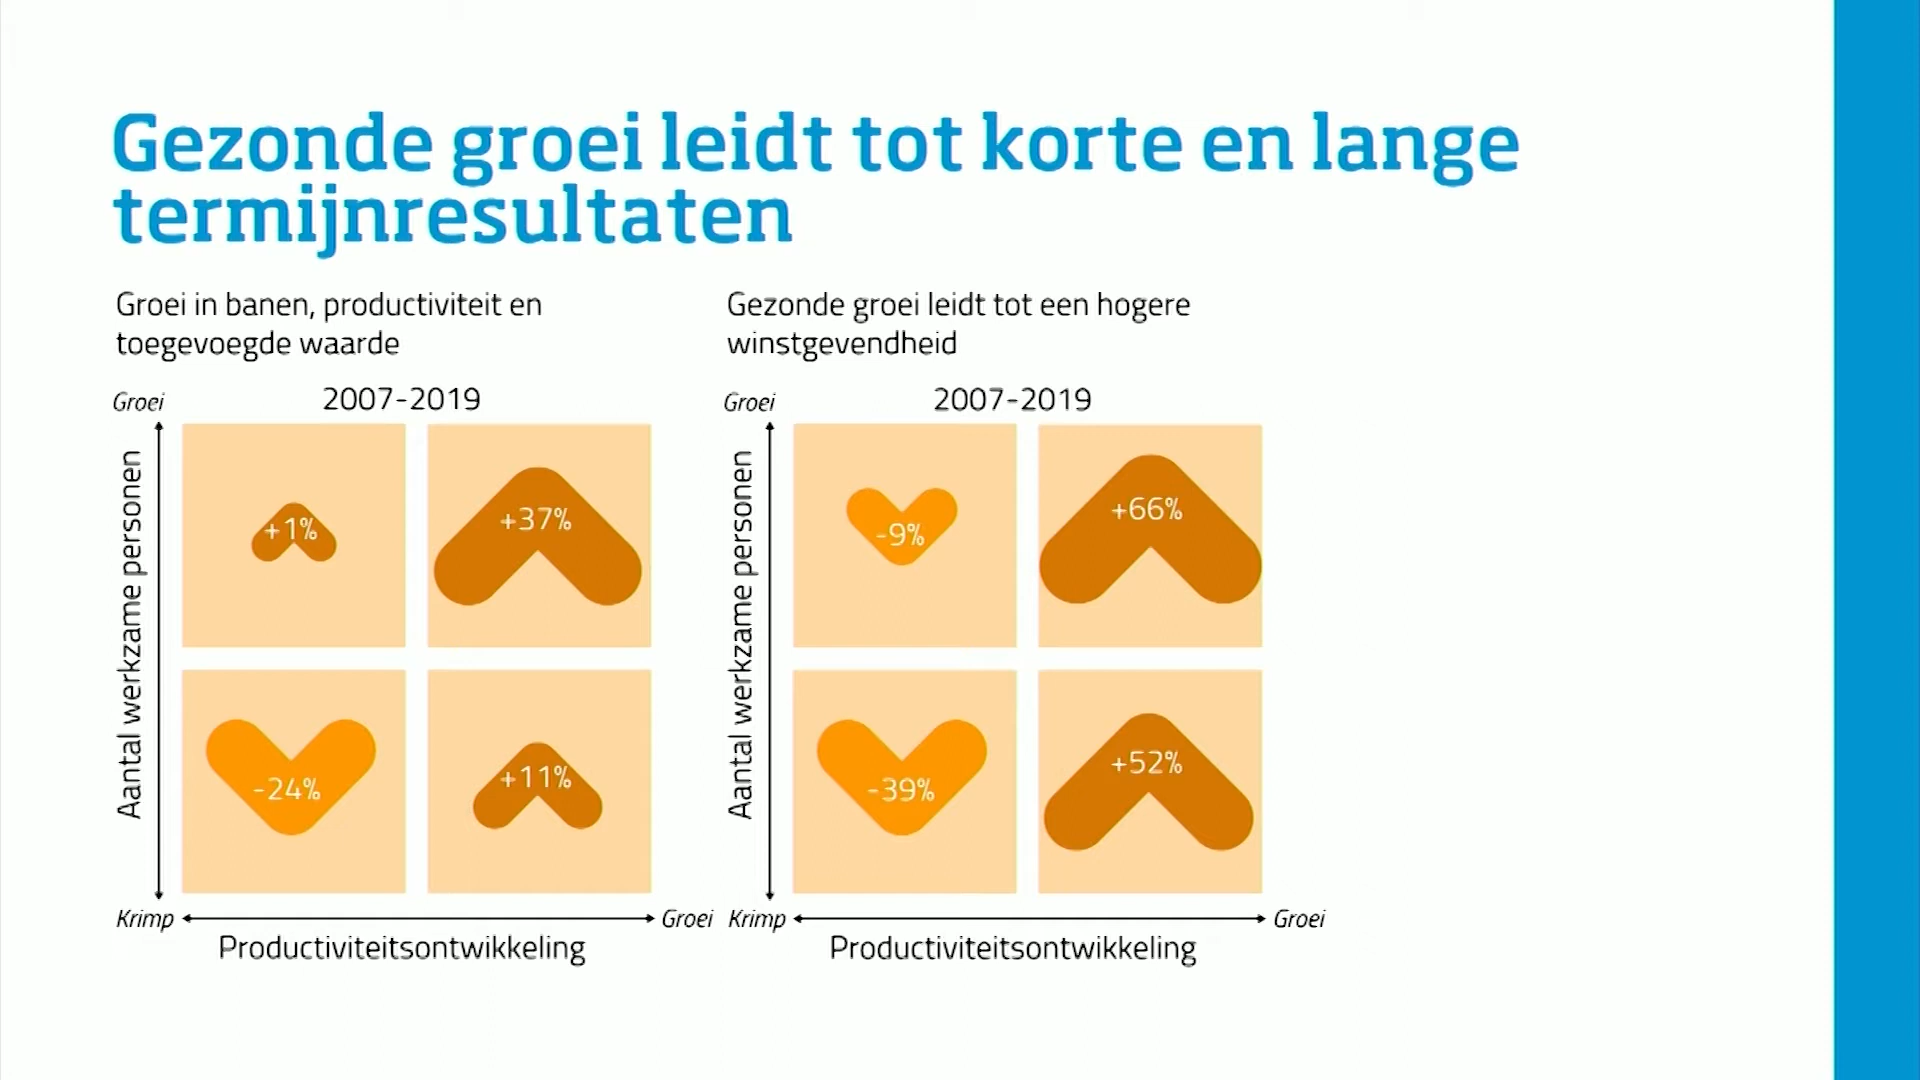 Gezonde groei leidt tot korte en lange
termijnresultaten
Groei in banen, productiviteit en
toegevoegde waarde
Groei
2007-2019
Aantal werkzame personen
+1%
+37%
-24%
+11%
Krimp
Groei
Productiviteitsontwikkeling
Gezonde groei leidt tot een hogere
winstgevendheid
Groei
2007-2019
Aantal werkzame personen
-9%
+66%
-39%
+52%
Krimp
Groei
Productiviteitsontwikkeling